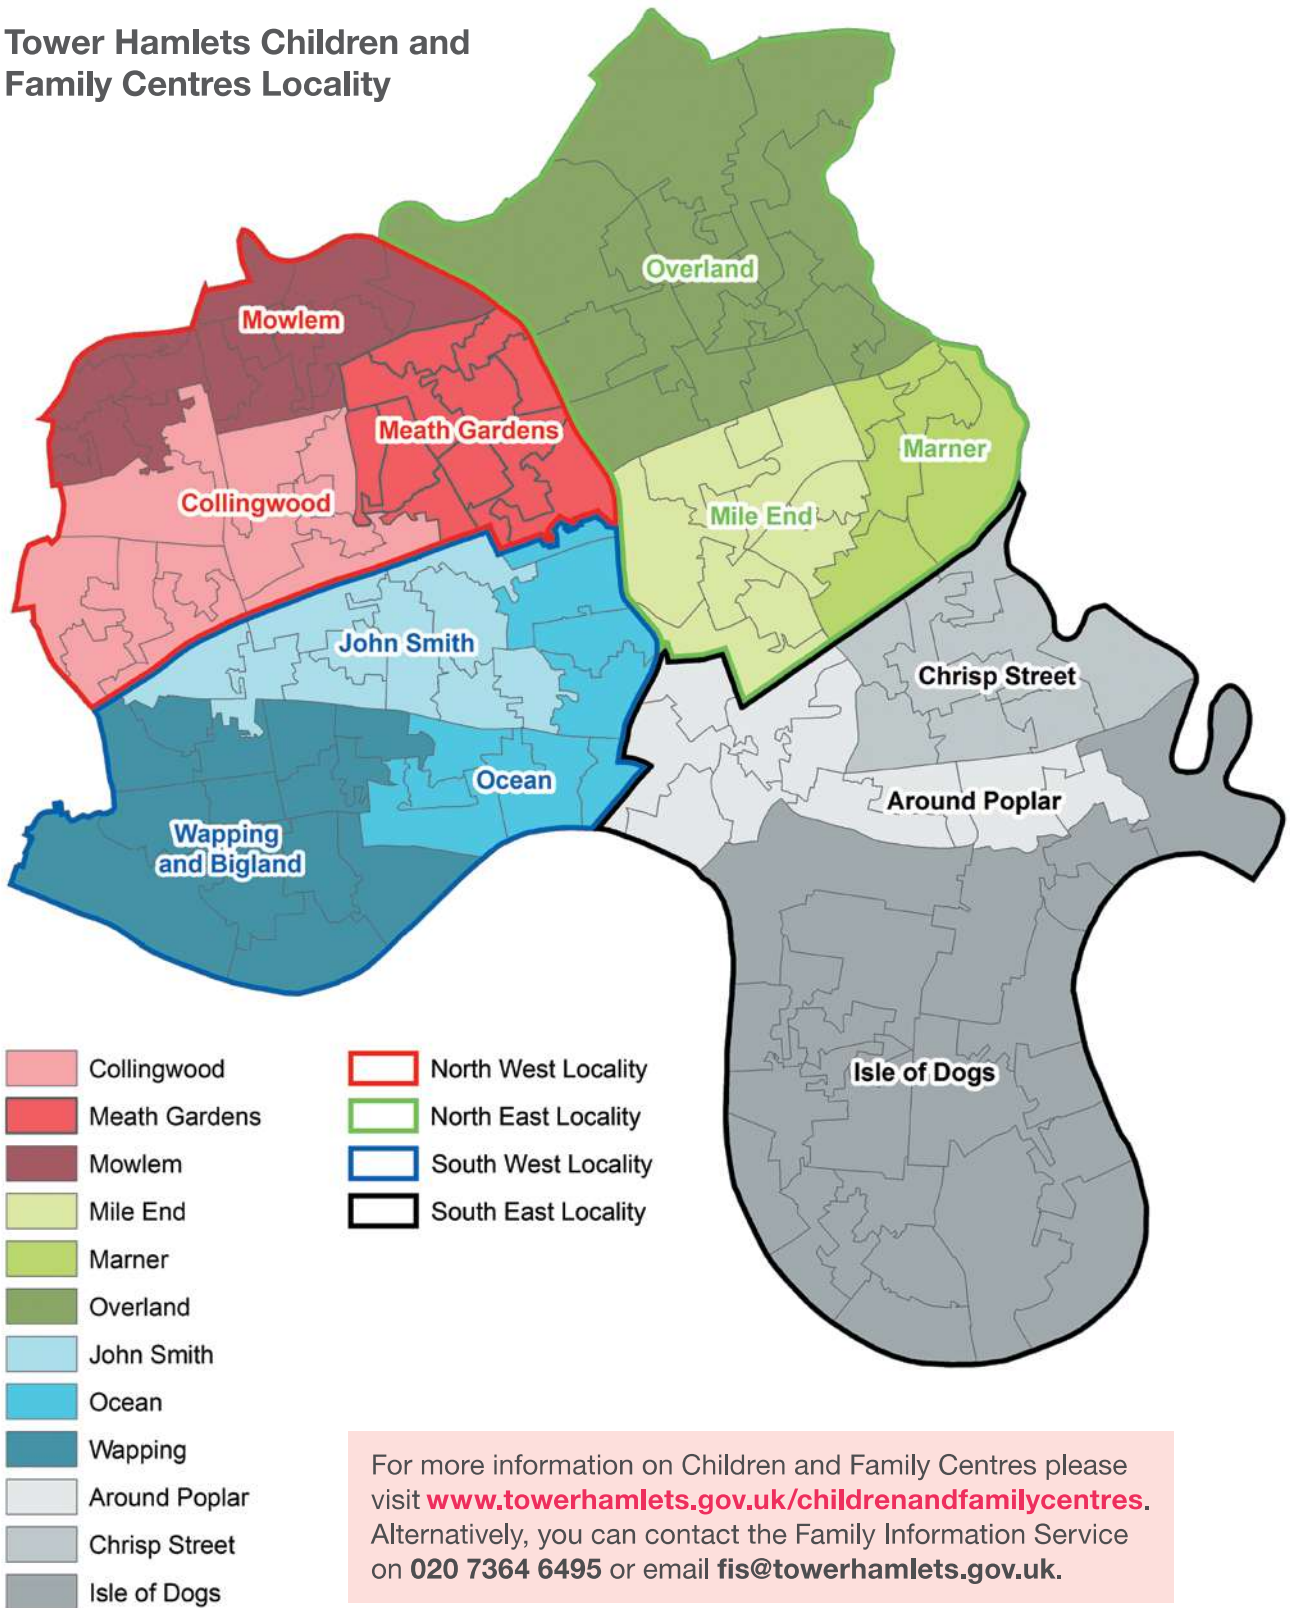 Tower Hamlets Children and
Family Centres Locality
Overland
Mowlem
Meath Gardens
Marner
Collingwood
Mile End
John Smith
Chrisp Street
Ocean
Around Poplar
Wapping
and Bigland
Isle of Dogs
Collingwood
Meath Gardens
Mowlem
Mile End
Marner
Overland
John Smith
Ocean
Wapping
Around Poplar
Chrisp Street
Isle of Dogs
North West Locality
North East Locality
South West Locality
South East Locality
For more information on Children and Family Centres please
visit www.towerhamlets.gov.uk/childrenandfamilycentres.
Alternatively, you can contact the Family Information Service
on 020 7364 6495 or email fis@towerhamlets.gov.uk.